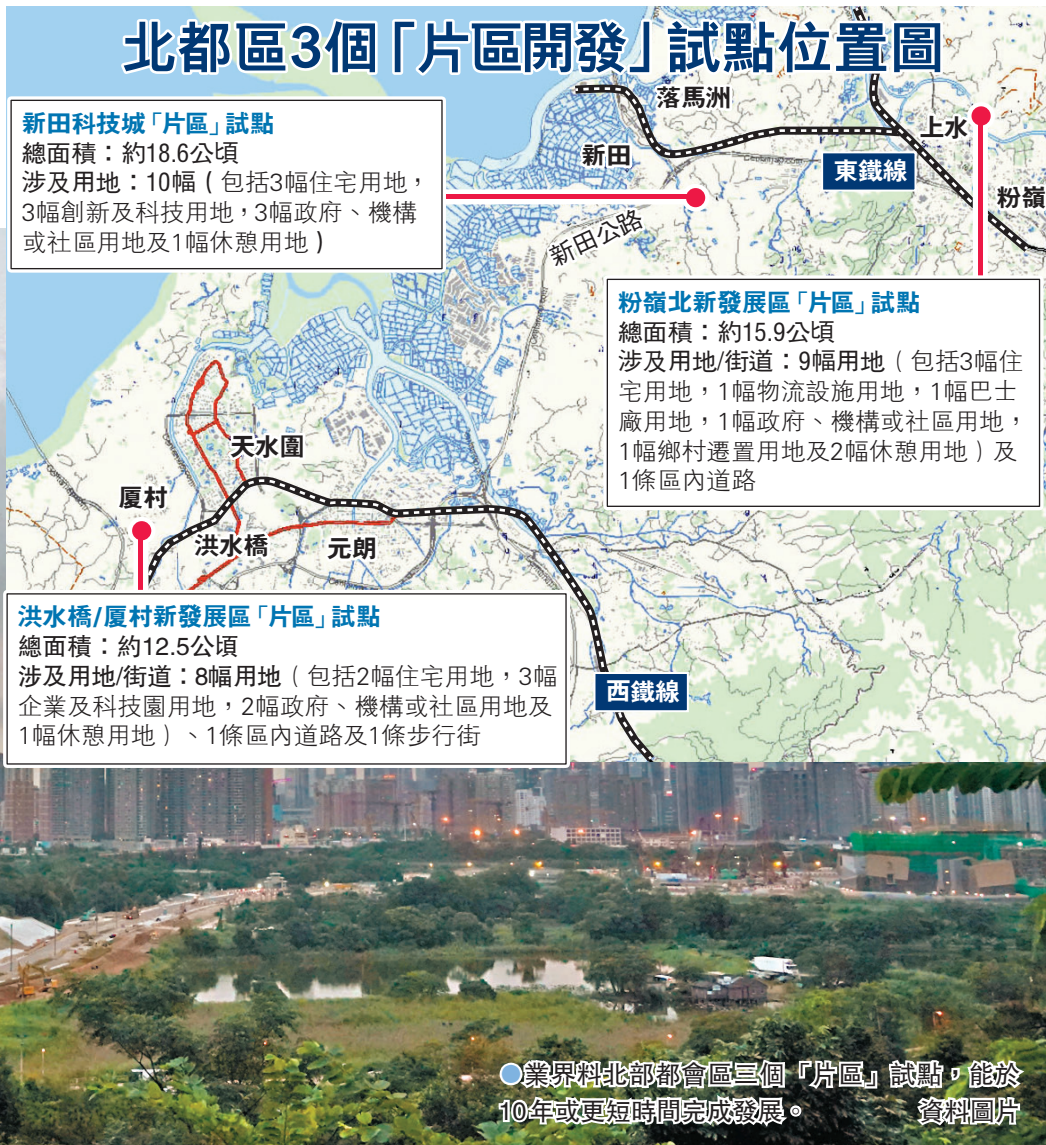 北都區3個「片區開發」試點位置圖
落馬洲
上水
新田
東鐵線
粉嶺
新田公路
新田科技城「片區」試點
總面積：約18.6公頃
涉及用地：10幅（包括3幅住宅用地，
3幅創新及科技用地，3幅政府、機構
或社區用地及1幅休憩用地）
粉嶺北新發展區「片區」試點
總面積：約15.9公頃
涉及用地/街道：9幅用地（包括3幅住
宅用地，1幅物流設施用地，1幅巴士
廠用地，1幅政府、機構或社區用地，
1幅鄉村遷置用地及2幅休憩用地）及
1條區內道路
天水圍
厦村
洪水橋
元朗
西鐵線
洪水橋/厦村新發展區「片區」試點
總面積：約12.5公頃
涉及用地/街道：8幅用地（包括2幅住宅用地，3幅
企業及科技園用地，2幅政府、機構或社區用地及
1幅休憩用地）、1條區內道路及1條步行街
●業界料北部都會區三個「片區」試點，能於
10年或更短時間完成發展。 資料圖片